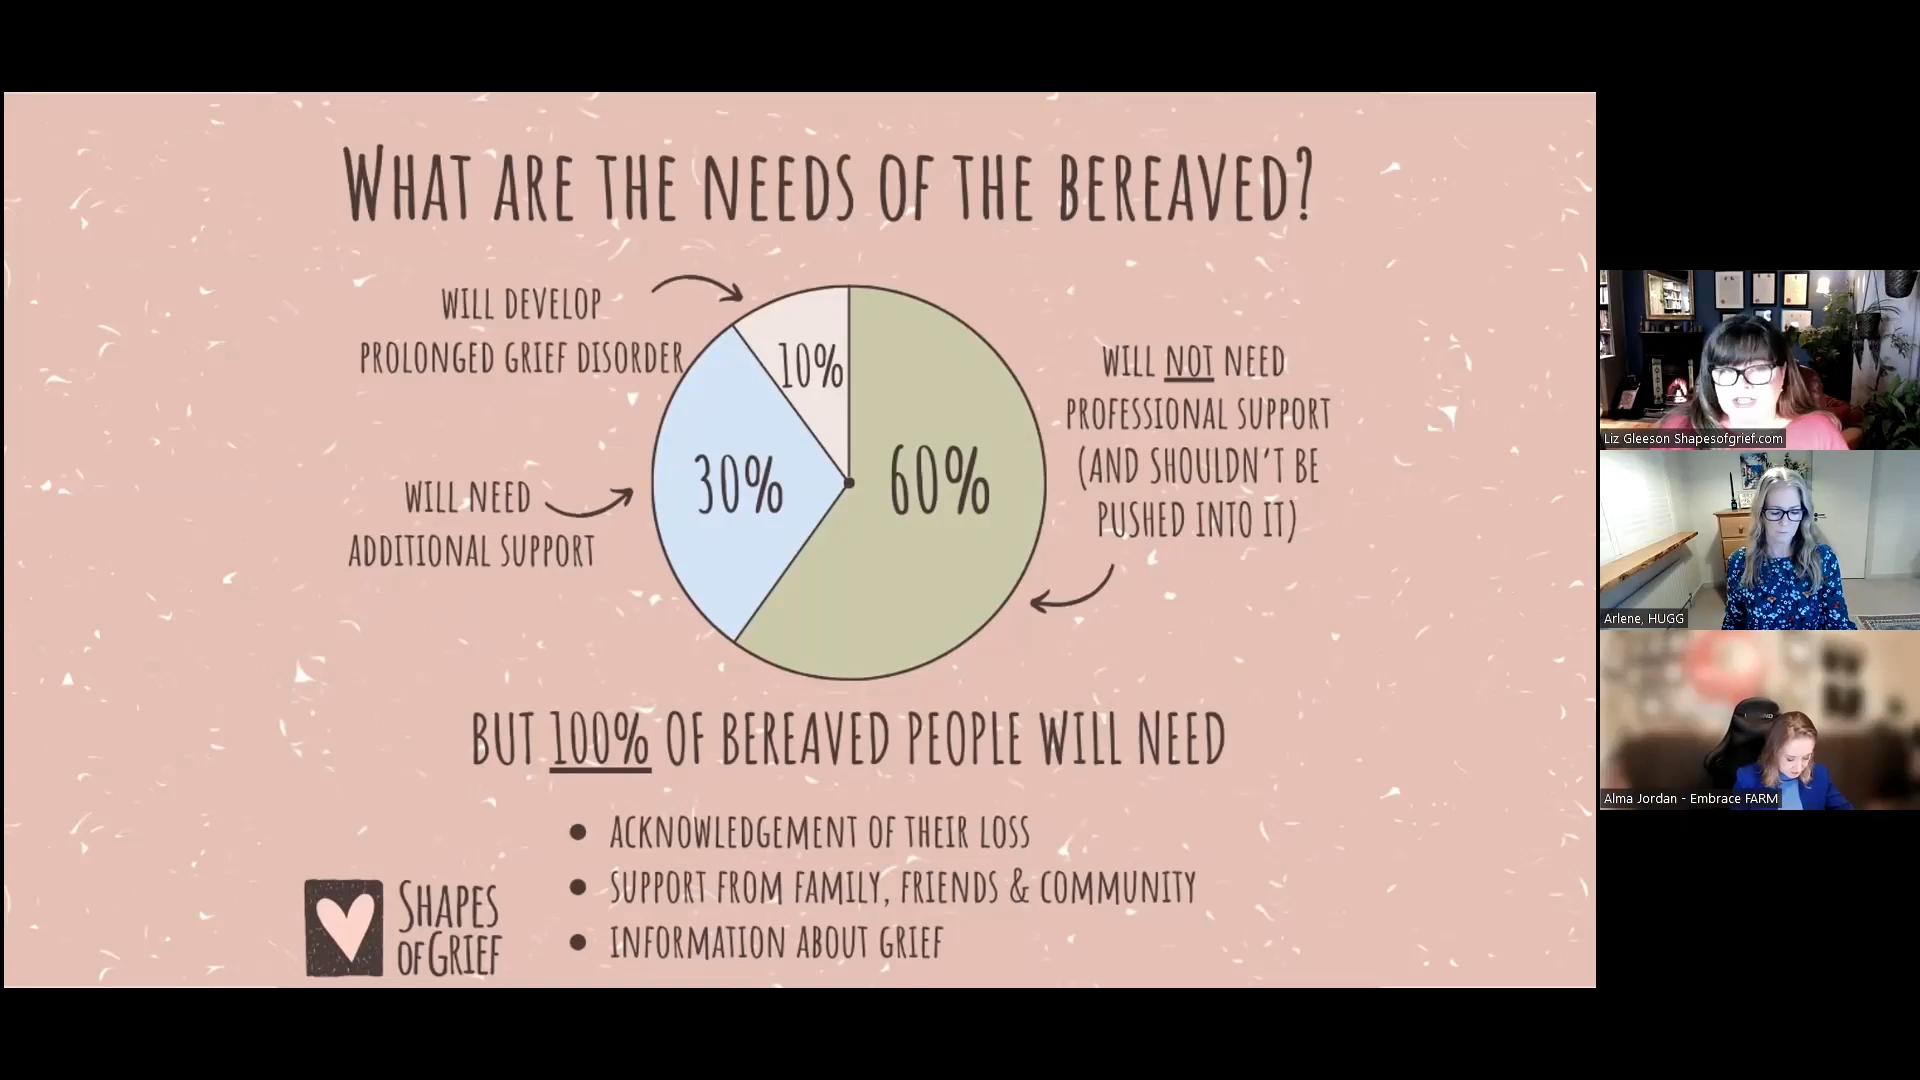 WHAT ARE THE NEEDS OF THE BEREAVED?
WILL DEVELOP
PROLONGED GRIEF DISORDER
10%
WILL NEED
ADDITIONAL SUPPORT
30%
60%
WILL NOT NEED
PROFESSIONAL SUPPORT
(AND SHOULDN'T BE
PUSHED INTO IT)
BUT 100% OF BEREAVED PEOPLE WILL NEED
• ACKNOWLEDGEMENT OF THEIR LOSS
• SUPPORT FROM FAMILY, FRIENDS & COMMUNITY
• INFORMATION ABOUT GRIEF
SHAPES
OF GRIEF
Liz Gleeson Shapesofgrief.com
Arlene, HUGG
Alma Jordan - Embrace FARM